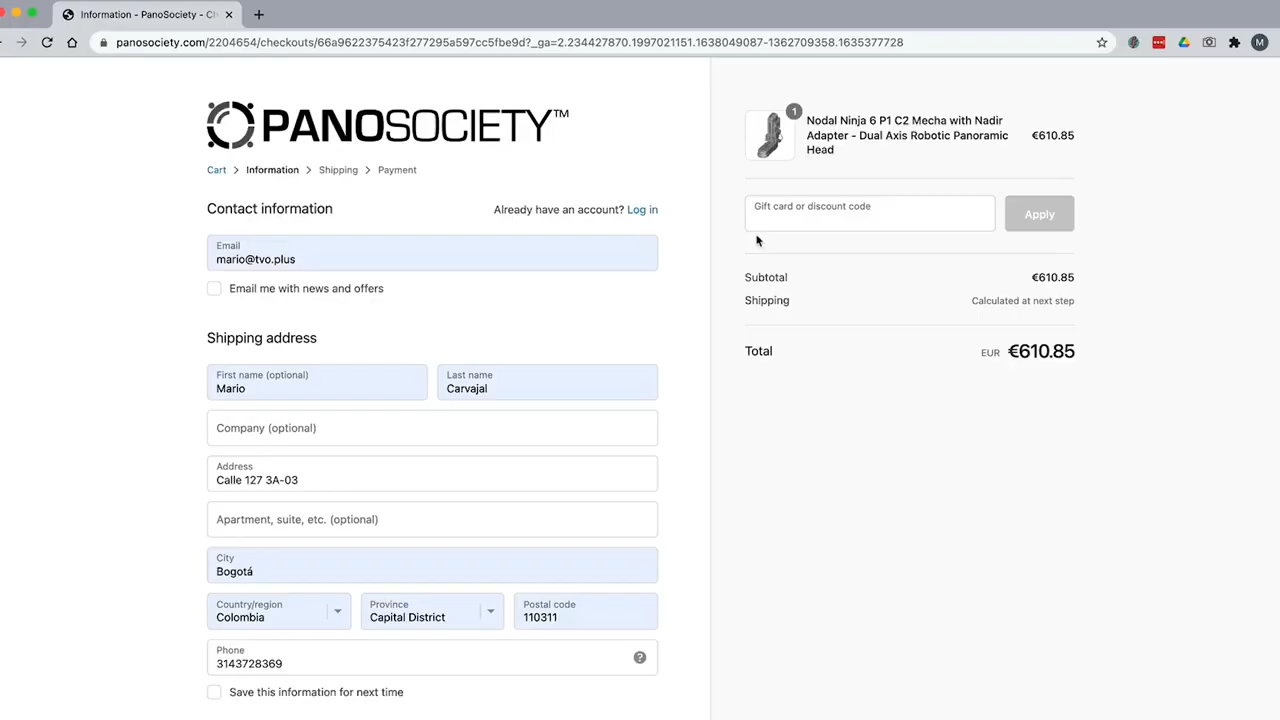 Information - PanoSociety - Ch
panosociety.com/2204654/checkouts/66a9622375423f277295a597cc5fbe9d?_ga=2.234427870.1997021151.1638049087-1362709358.1635377728
M
PANOSOCIETY™
Cart > Information > Shipping > Payment
Contact information
Already have an account? Log in
Email
mario@tvo.plus
Email me with news and offers
Shipping address
First name (optional)
Mario
Last name
Carvajal
Company (optional)
Address
Calle 127 3A-03
Apartment, suite, etc. (optional)
City
Bogotá
Country/region
Colombia
Province
Capital District
Postal code
110311
Phone
3143728369
?
Save this information for next time
1
Nodal Ninja 6 P1 C2 Mecha with Nadir
Adapter - Dual Axis Robotic Panoramic
Head
€610.85
Gift card or discount code
Apply
Subtotal
€610.85
Shipping
Calculated at next step
Total
EUR €610.85